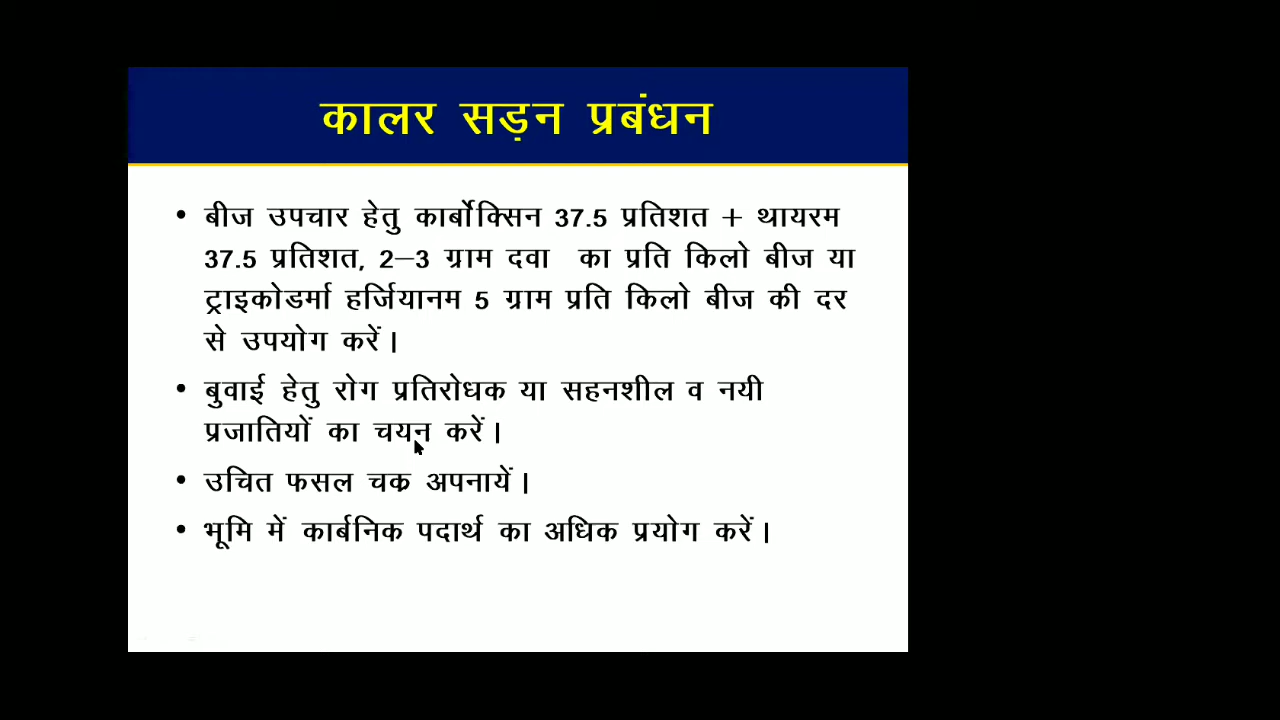 कालर सड़न प्रबंधन
• बीज उपचार हेतु कार्बोक्सिन 37.5 प्रतिशत + थायरम
37.5 प्रतिशत, 2–3 ग्राम दवा का प्रति किलो बीज या
ट्राइकोडर्मा हर्जियानम 5 ग्राम प्रति किलो बीज की दर
से उपयोग करें।
• बुवाई हेतु रोग प्रतिरोधक या सहनशील व नयी
प्रजातियों का चयन करें।
• उचित फसल चक्र अपनायें।
• भूमि में कार्बनिक पदार्थ का अधिक प्रयोग करें।